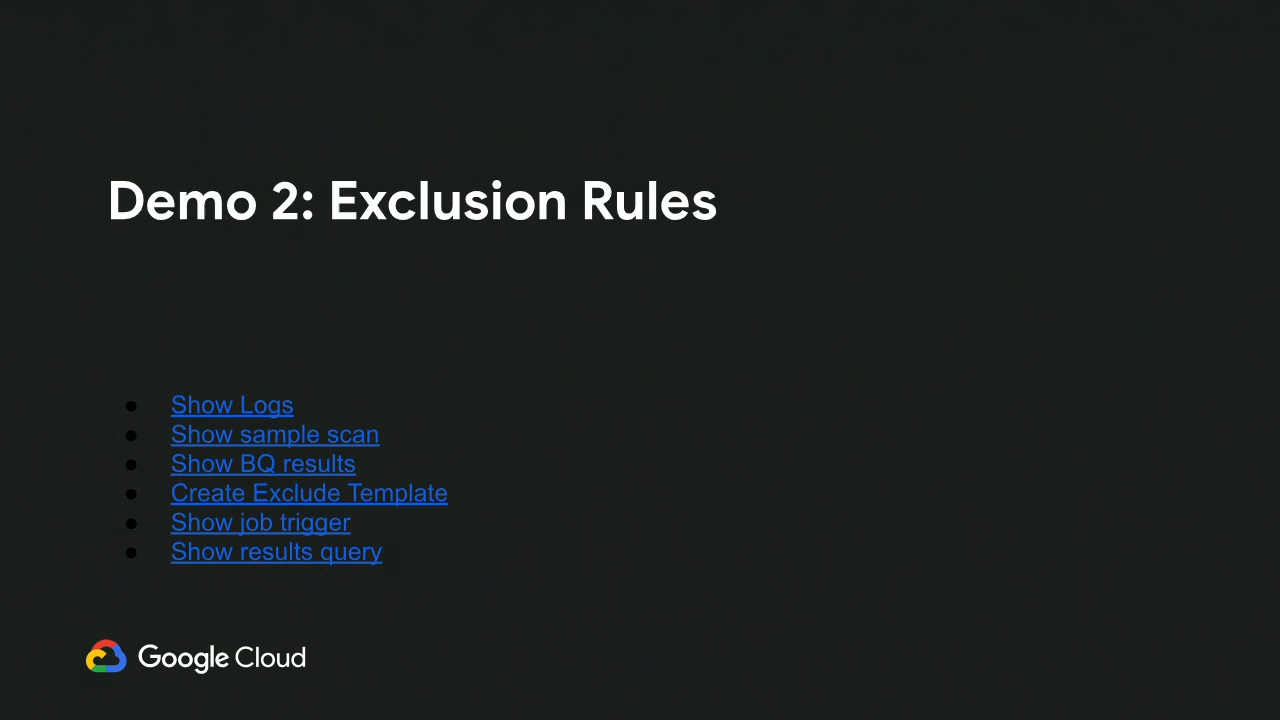 Demo 2: Exclusion Rules
● Show Logs
● Show sample scan
● Show BQ results
● Create Exclude Template
● Show job trigger
● Show results query
Google Cloud